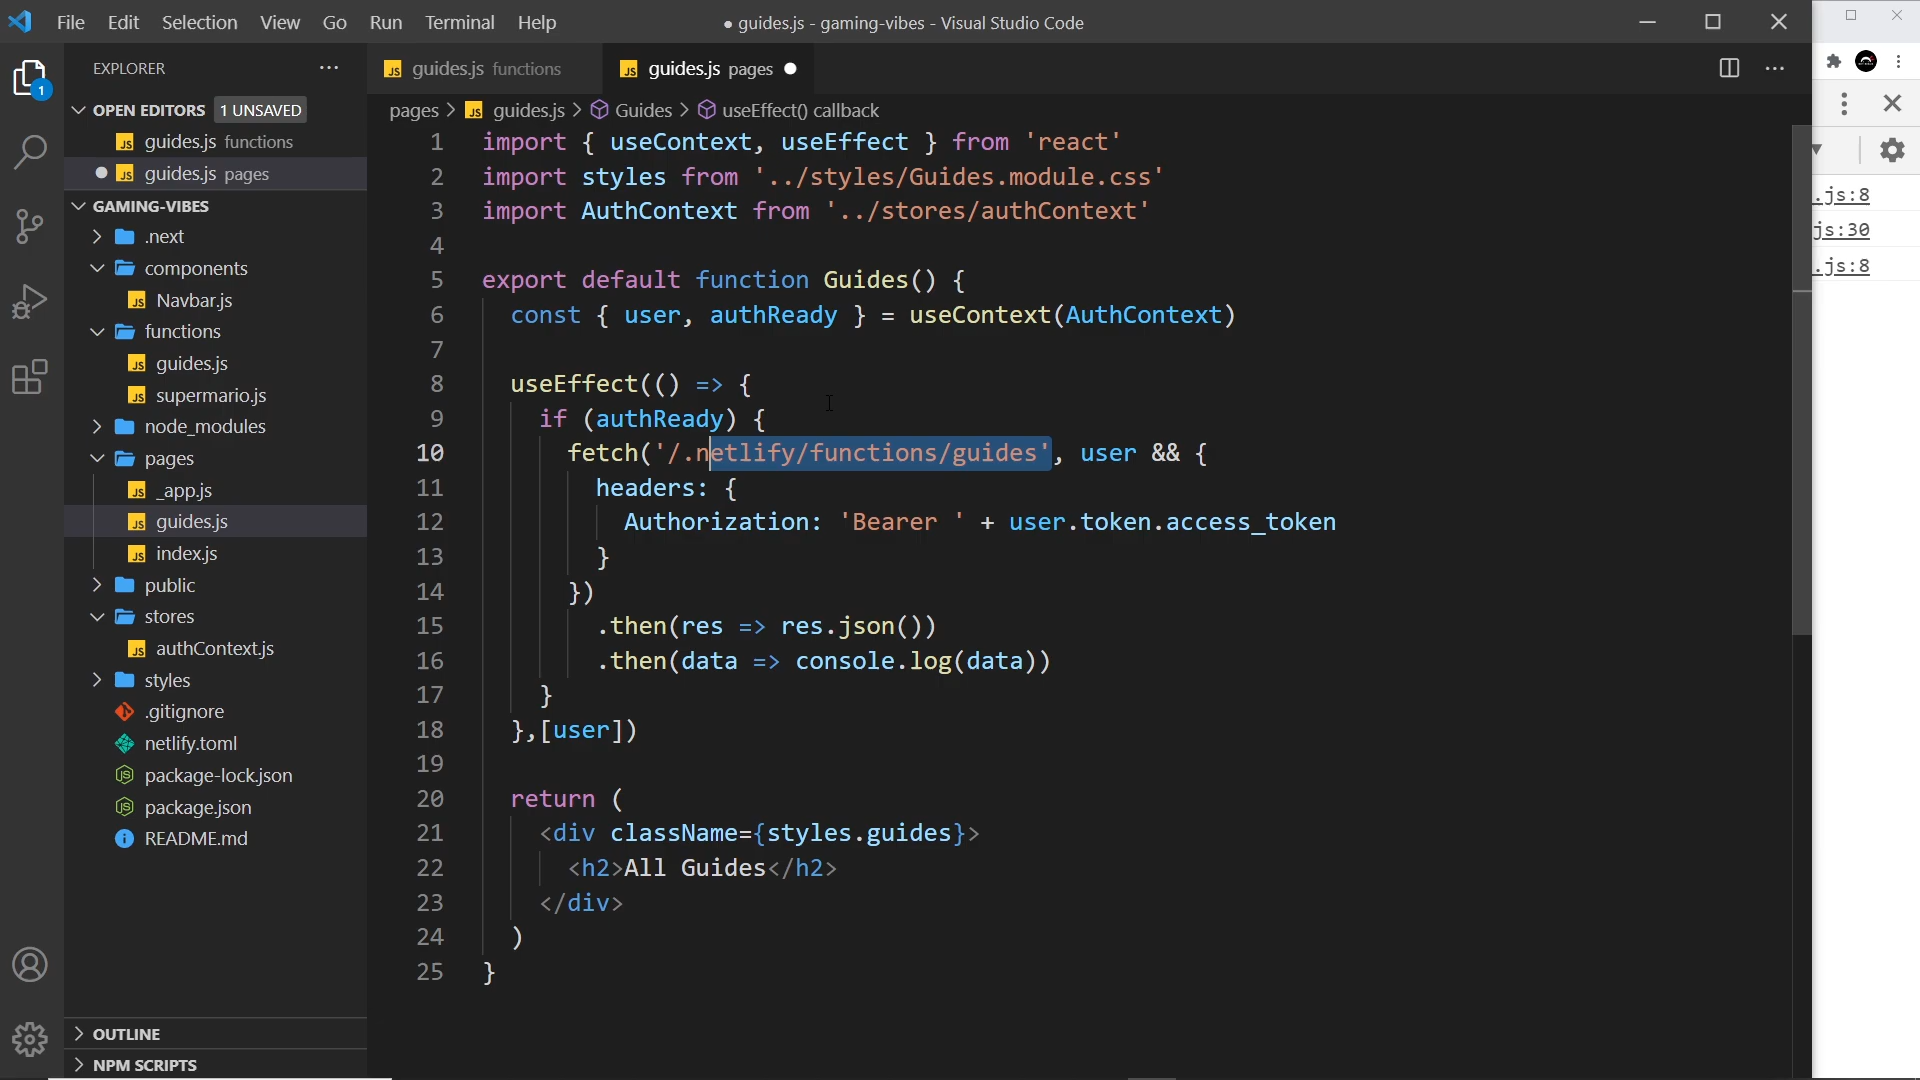 File Edit Selection View Go Run Terminal Help
● guides.js - gaming-vibes - Visual Studio Code
EXPLORER
OPEN EDITORS 1 UNSAVED
guides.js functions
guides.js pages
GAMING-VIBES
.next
components
Navbar.js
functions
guides.js
supermario.js
node_modules
pages
_app.js
guides.js
index.js
public
stores
authContext.js
styles
.gitignore
netlify.toml
package-lock.json
package.json
README.md
OUTLINE
NPM SCRIPTS
1
guides.js functions
guides.js pages
pages > guides.js > Guides > useEffect() callback
1 import { useContext, useEffect } from 'react'
2 import styles from '../styles/Guides.module.css'
3 import AuthContext from '../stores/authContext'
4
5 export default function Guides() {
6 const { user, authReady } = useContext(AuthContext)
7
8 useEffect(() => {
9 if (authReady) {
10 fetch('/.netlify/functions/guides', user && {
11 headers: {
12 Authorization: 'Bearer ' + user.token.access_token
13 }
14 })
15 .then(res => res.json())
16 .then(data => console.log(data))
17 }
18 },[user])
19
20 return (
21 <div className={styles.guides}>
22 <h2>All Guides</h2>
23 </div>
24 )
25 }
.js:8
js:30
.js:8